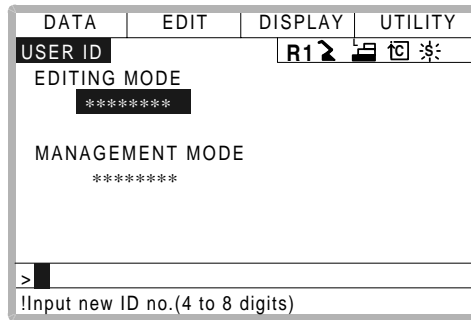 DATA EDIT DISPLAY UTILITY
USER ID R1 C S
EDITING MODE
********
MANAGEMENT MODE
********
>
!Input new ID no.(4 to 8 digits)